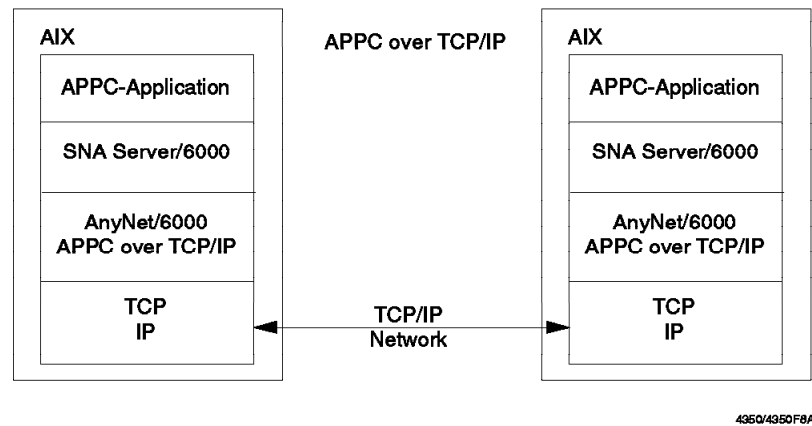 APPC over TCP/IP
AIX
APPC-Application
SNA Server/6000
AnyNet/6000
APPC over TCP/IP
TCP
IP
TCP/IP
Network
AIX
APPC-Application
SNA Server/6000
AnyNet/6000
APPC over TCP/IP
TCP
IP
4350/4350F8A